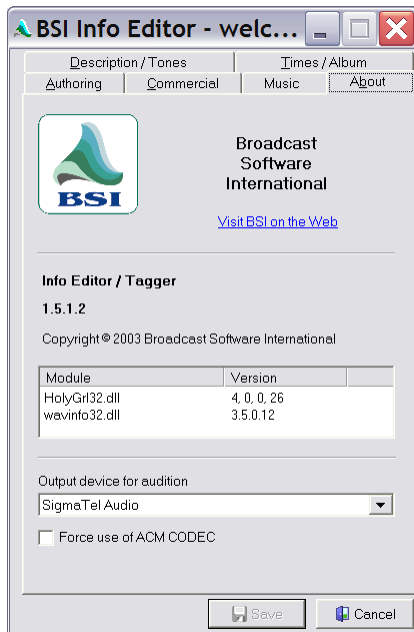 BSI Info Editor - welc...
Description / Tones Times / Album
Authoring Commercial Music About
BSI
Broadcast
Software
International
Visit BSI on the Web
Info Editor / Tagger
1.5.1.2
Copyright © 2003 Broadcast Software International
Module Version
HolyGrl32.dll 4, 0, 0, 26
wavinfo32.dll 3.5.0.12
Output device for audition
SigmaTel Audio
Force use of ACM CODEC
Save Cancel